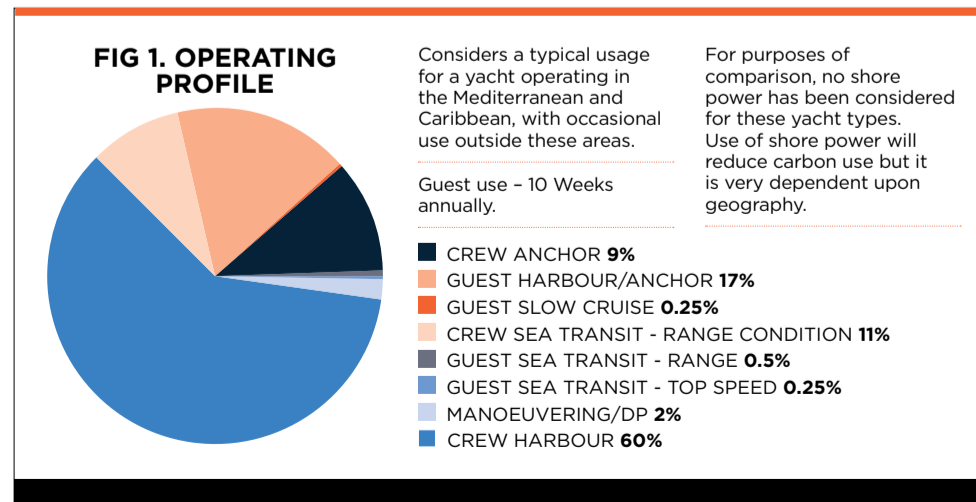 FIG 1. OPERATING
PROFILE
Considers a typical usage
for a yacht operating in
the Mediterranean and
Caribbean, with occasional
use outside these areas.
Guest use – 10 Weeks
annually.
For purposes of
comparison, no shore
power has been considered
for these yacht types.
Use of shore power will
reduce carbon use but it
is very dependent upon
geography.
CREW ANCHOR 9%
GUEST HARBOUR/ANCHOR 17%
GUEST SLOW CRUISE 0.25%
CREW SEA TRANSIT - RANGE CONDITION 11%
GUEST SEA TRANSIT - RANGE 0.5%
GUEST SEA TRANSIT - TOP SPEED 0.25%
MANOEUVERING/DP 2%
CREW HARBOUR 60%